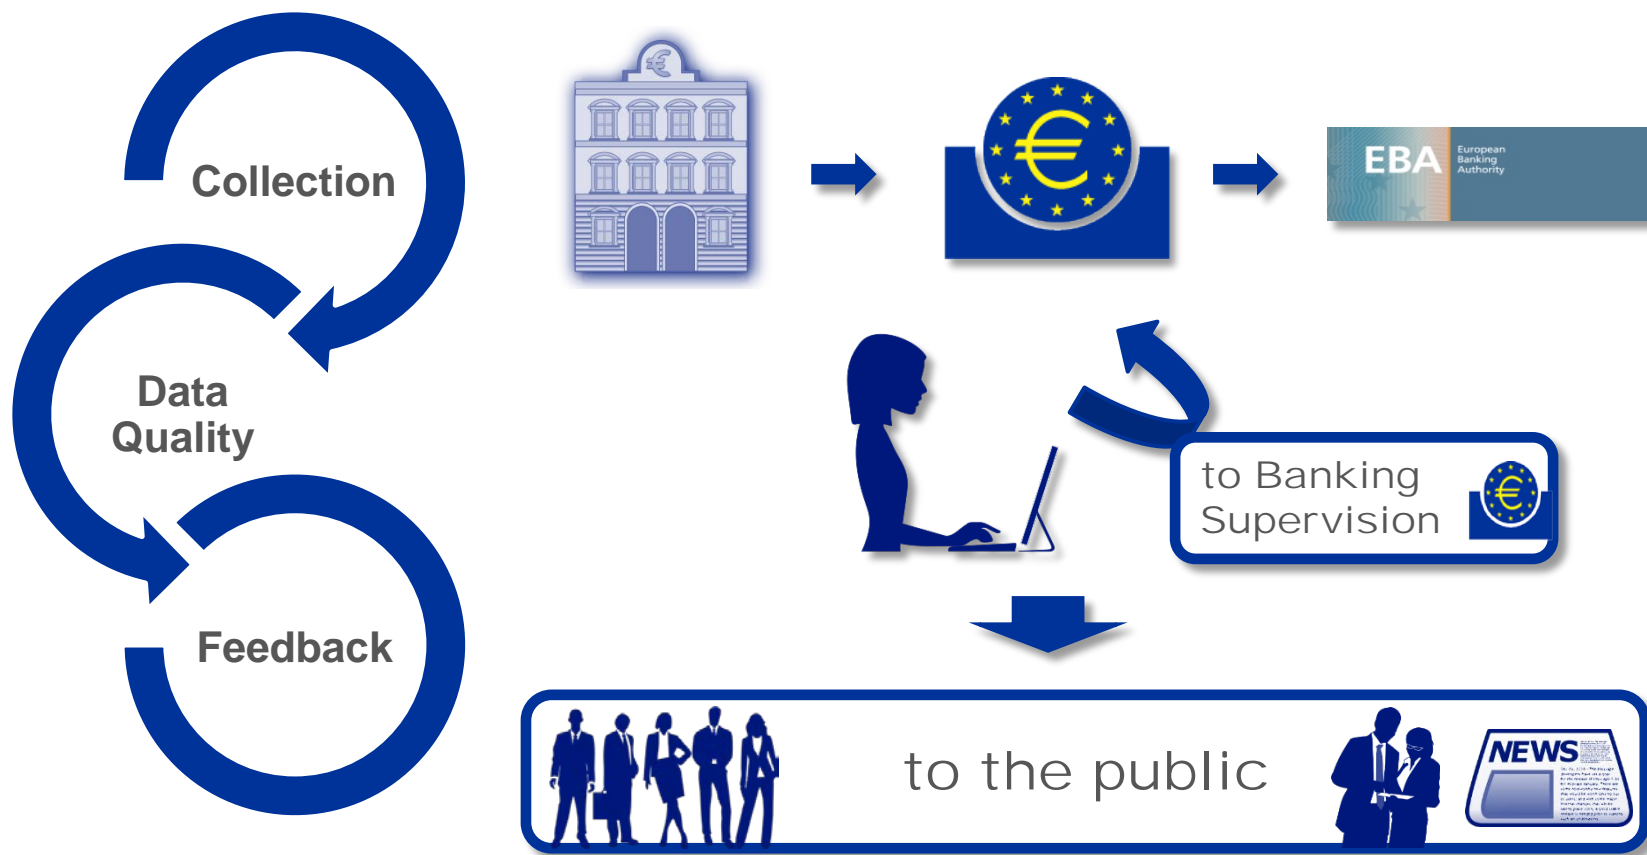 Collection
€
€
EBA
European
Banking
Authority
Data
Quality
to Banking
Supervision
€
Feedback
to the public
NEWS